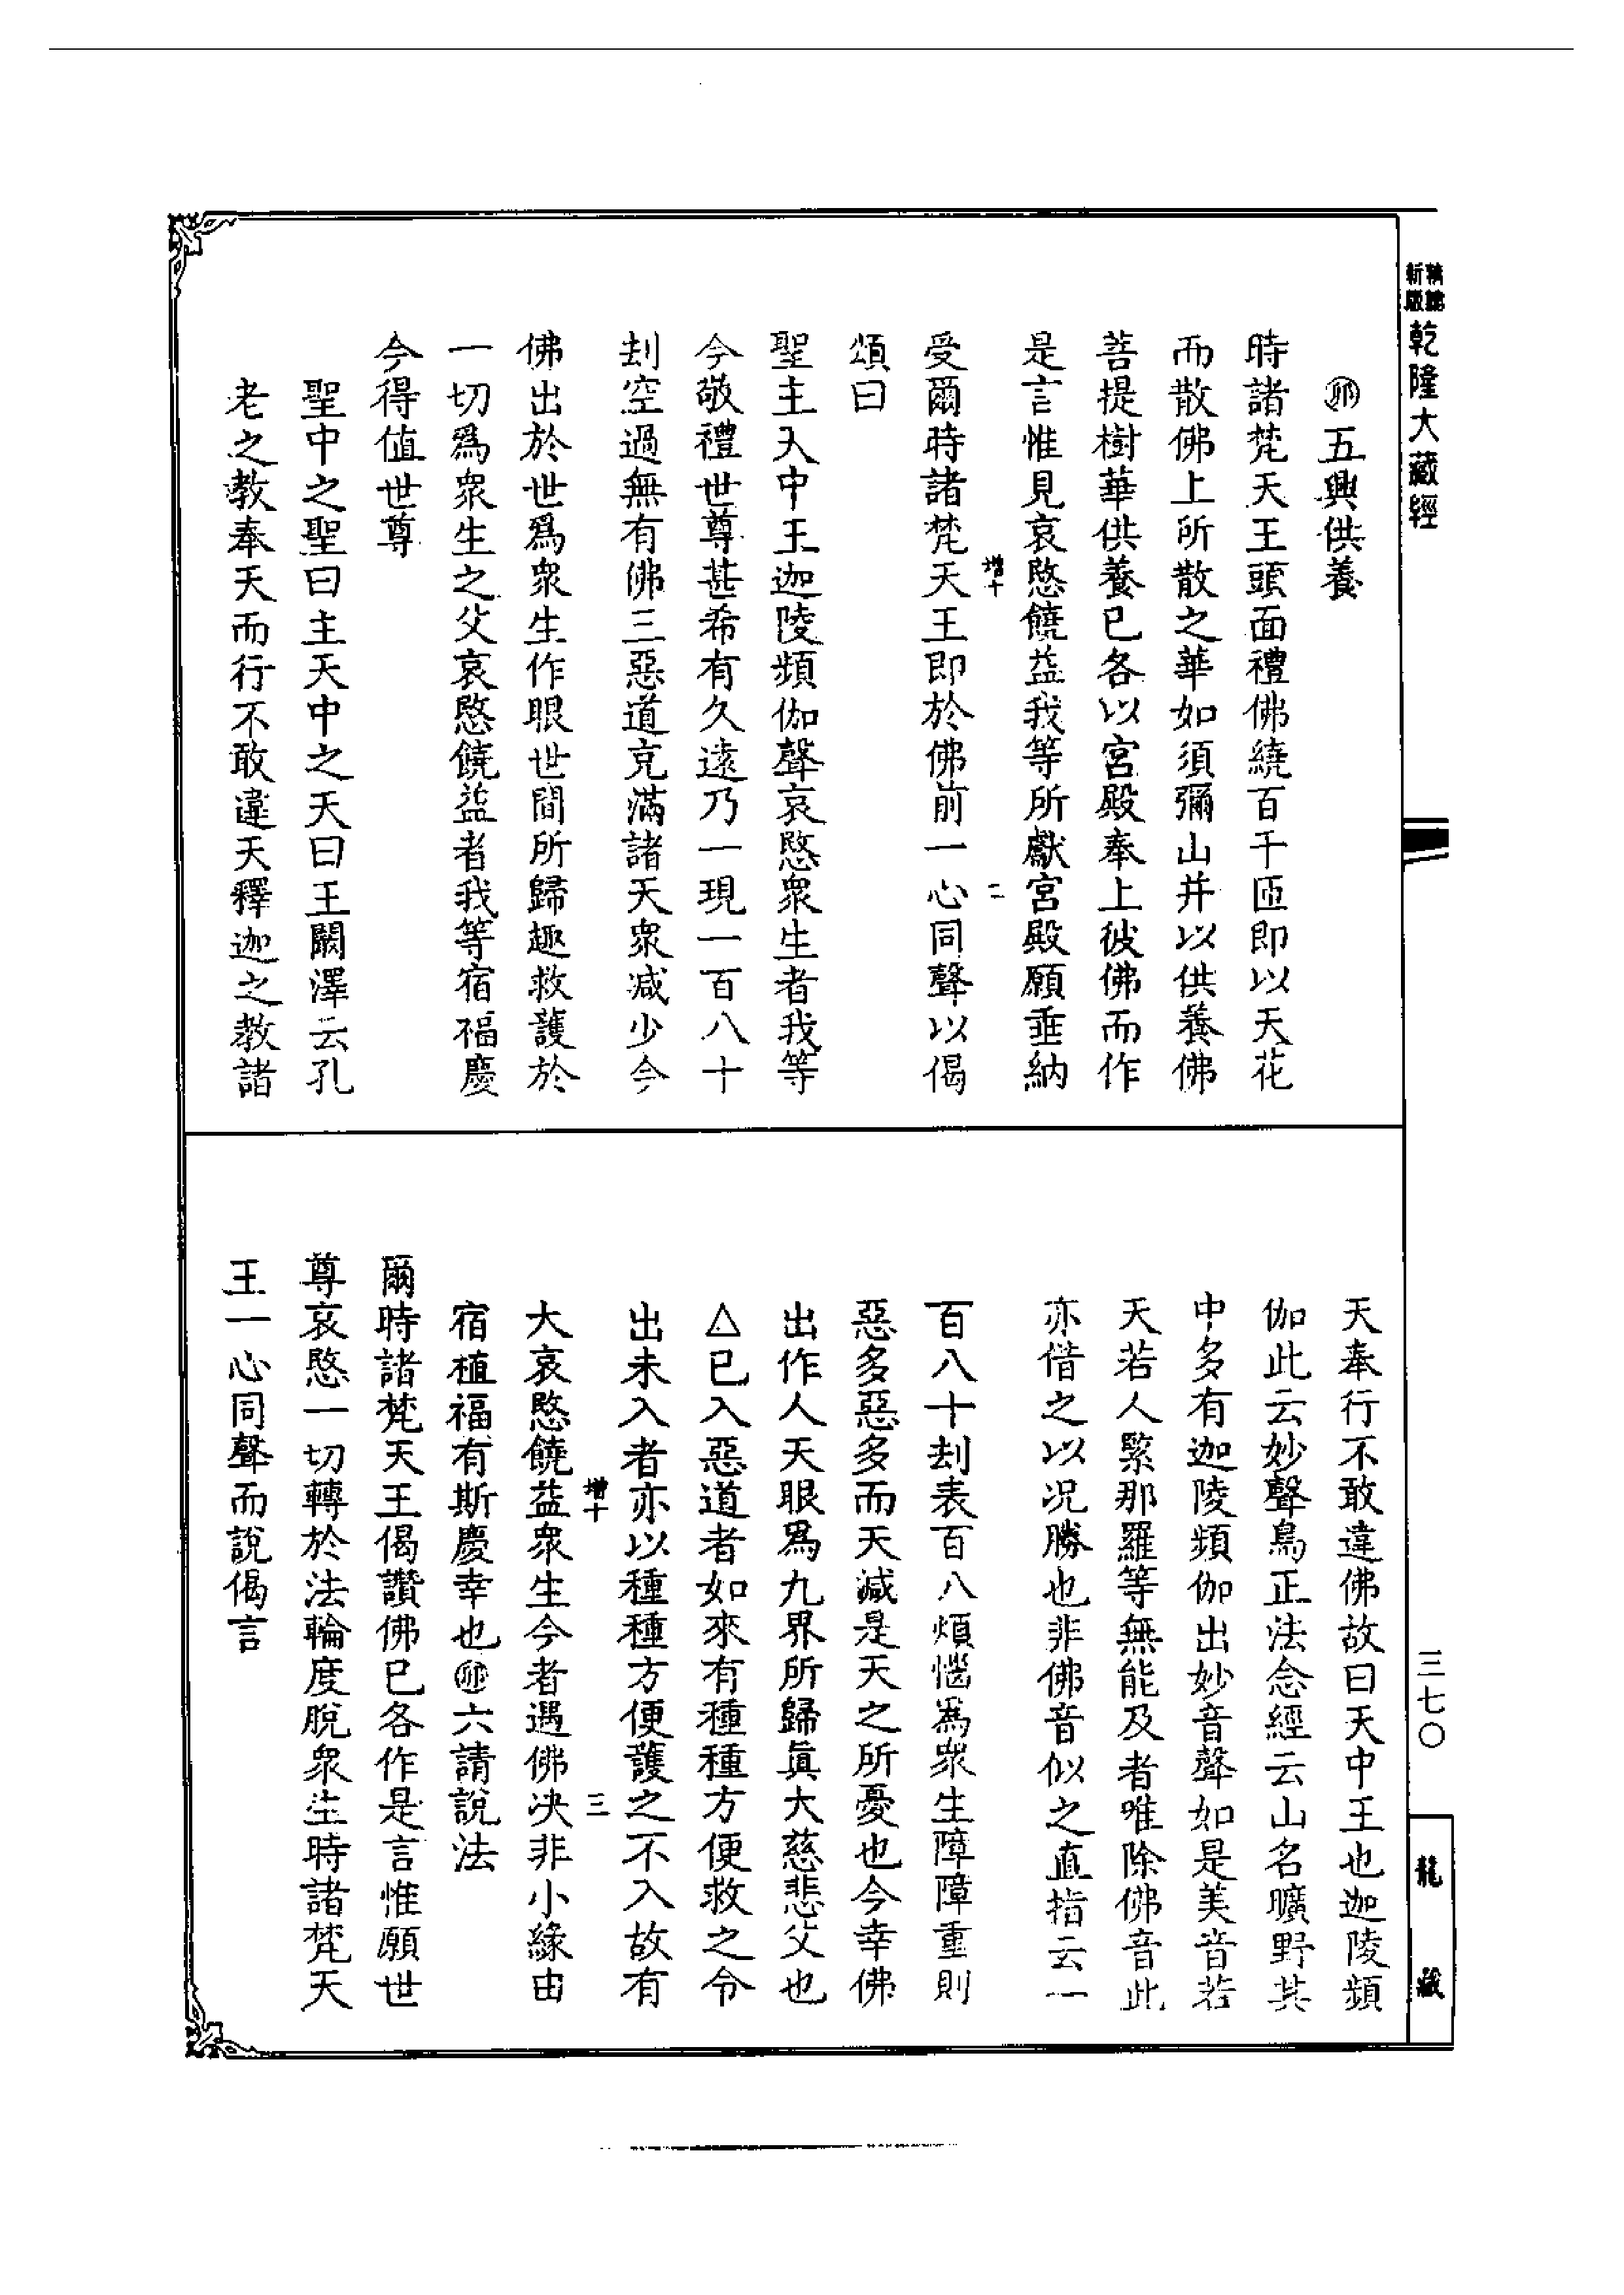 新版
精譜
乾隆大藏經
㊞五興供養
時諸梵天王頭面禮佛繞百千匝即以天花
而散佛上所散之華如須彌山并以供養佛
菩提樹華供養已各以宮殿奉上彼佛而作
是言惟見哀愍饒益我等所獻宮殿願垂納
增十
二
受爾時諸梵天王即於佛前一心同聲以偈
頌曰
聖主入中王迦陵頻伽聲哀愍眾生者我等
今敬禮世尊甚希有久遠乃一現一百八十
刦空過無有佛三惡道充滿諸天眾減少今
佛出於世爲眾生作眼世間所歸趣救護於
一切爲眾生之父哀愍饒益者我等宿福慶
今得值世尊
聖中之聖曰主天中之天曰王闕澤云孔
老之教奉天而行不敢違天釋迦之教諸
天奉行不敢違佛故曰天中王也迦陵頻
伽此云妙聲鳥正法念經云山名曠野其
中多有迦陵頻伽出妙音聲如是美音若
天若人緊那羅等無能及者唯除佛音此
亦借之以况勝也非佛音似之直指云一
百八十刦表百八煩惱為眾生障障重則
惡多惡多而天減是天之所憂也今幸佛
出作人天眼爲九界所歸眞大慈悲父也
△已入惡道者如來有種種方便救之令
出未入者亦以種種方便護之不入故有
增十
三
大哀愍饒益眾生今者遇佛决非小緣由
宿植福有斯慶幸也㊞六請說法
爾時諸梵天王偈讚佛已各作是言惟願世
尊哀愍一切轉於法輪度脫眾生時諸梵天
王一心同聲而說偈言
三七〇
龍藏